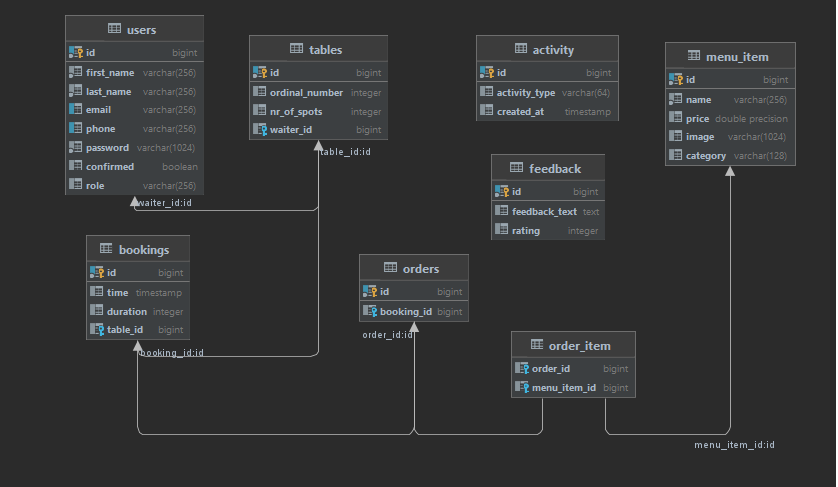 users
id bigint
first_name varchar(256)
last_name varchar(256)
email varchar(256)
phone varchar(256)
password varchar(1024)
confirmed boolean
role varchar(256)
tables
id bigint
ordinal_number integer
nr_of_spots integer
waiter_id bigint
activity
id bigint
activity_type varchar(64)
created_at timestamp
menu_item
id bigint
name varchar(256)
price double precision
image varchar(1024)
category varchar(128)
table_id:id
waiter_id:id
feedback
id bigint
feedback_text text
rating integer
bookings
id bigint
time timestamp
duration integer
table_id bigint
orders
id bigint
booking_id bigint
order_id:id
booking_id:id
order_item
order_id bigint
menu_item_id bigint
menu_item_id:id